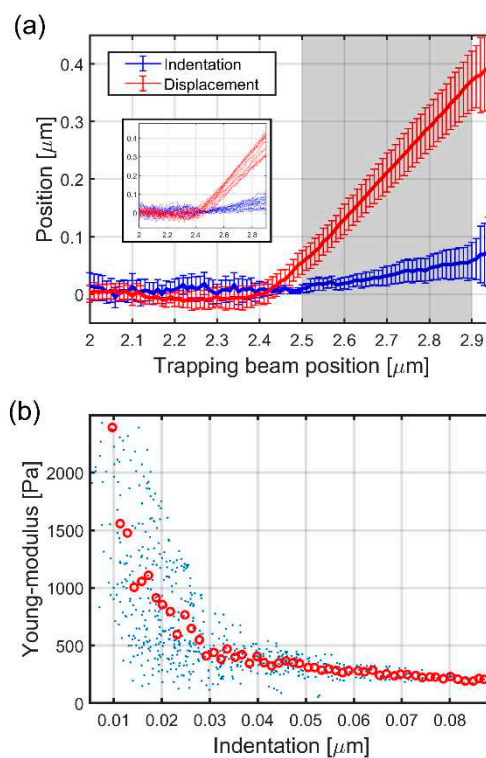 (a)
Indentation
Displacement
0.4
0.3
0.2
0.1
0
Position [μm]
0.4
0.3
0.2
0.1
0
2 2.2 2.4 2.6 2.8
2 2.1 2.2 2.3 2.4 2.5 2.6 2.7 2.8 2.9
Trapping beam position [μm]
(b)
2000
1500
1000
500
0
Young-modulus [Pa]
0.01 0.02 0.03 0.04 0.05 0.06 0.07 0.08
Indentation [μm]